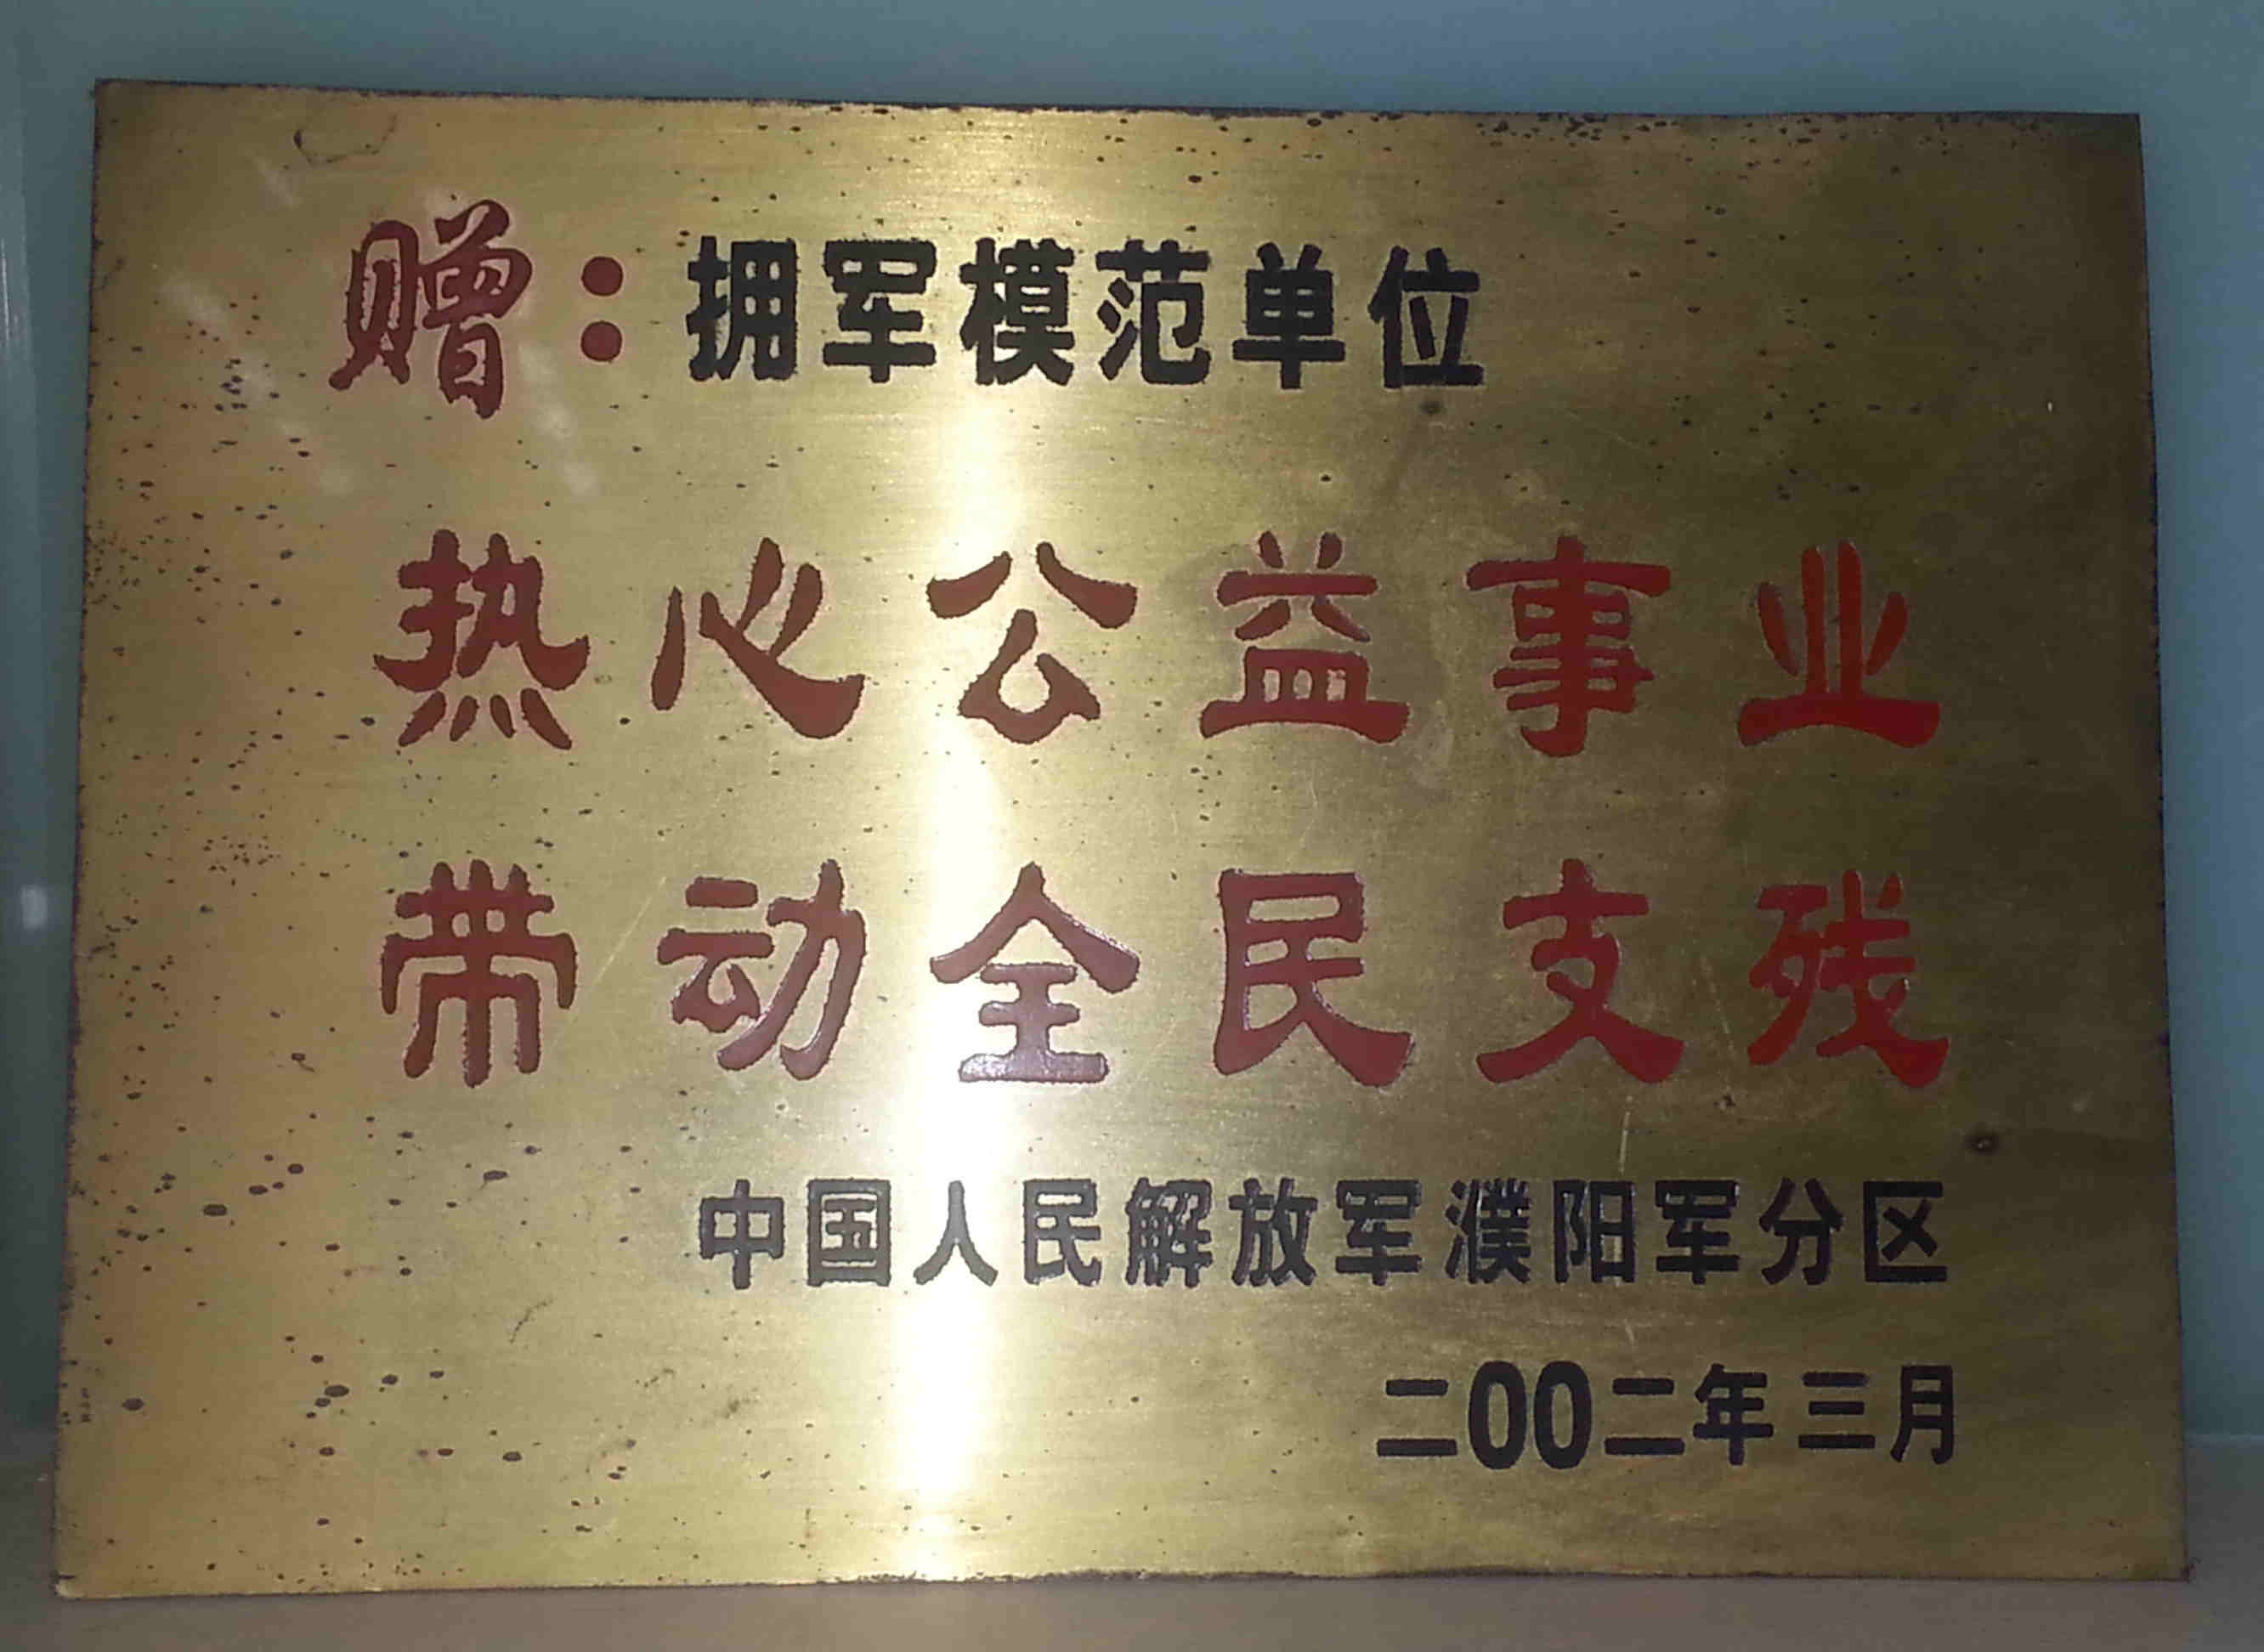 赠：拥军模范单位
热心公益事业
带动全民支残
中国人民解放军濮阳军分区
二00二年三月